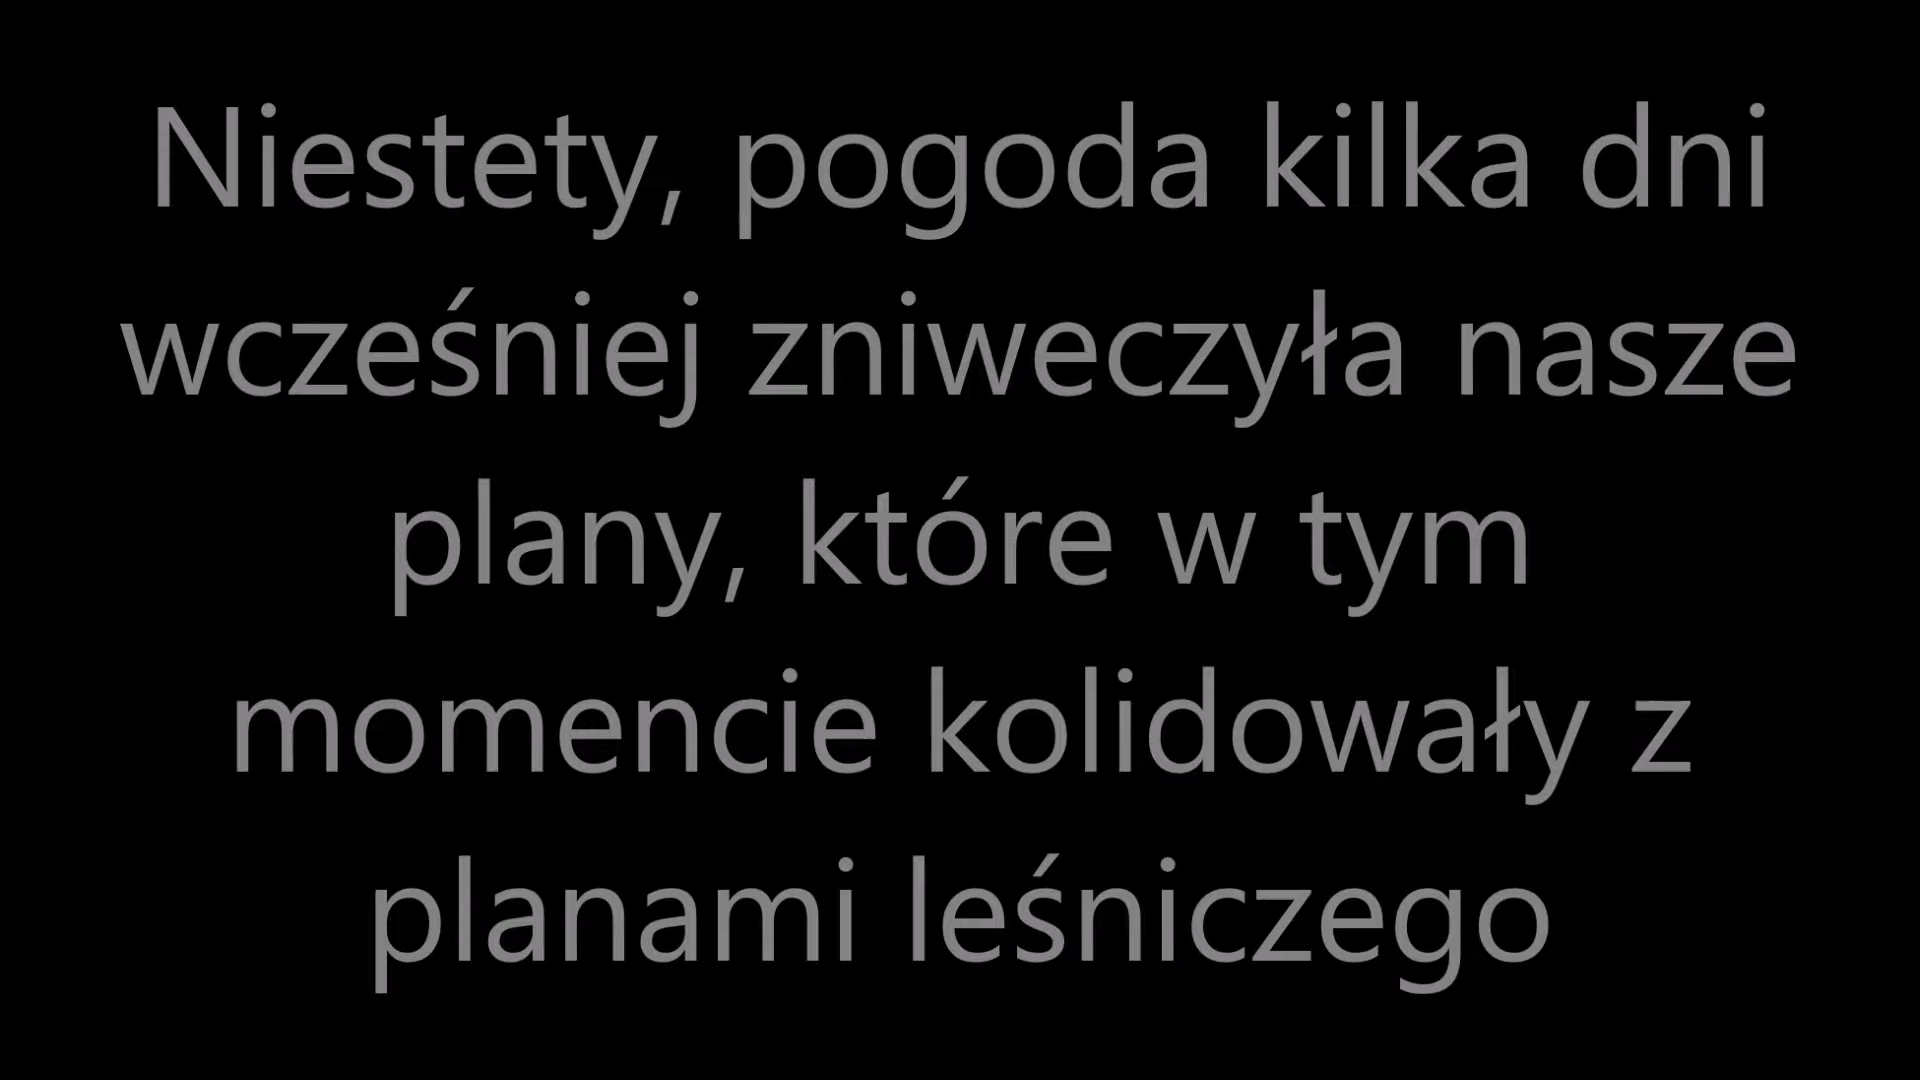 Niestety, pogoda kilka dni
wcześniej zniweczyła nasze
plany, które w tym
momencie kolidowały z
planami leśniczego